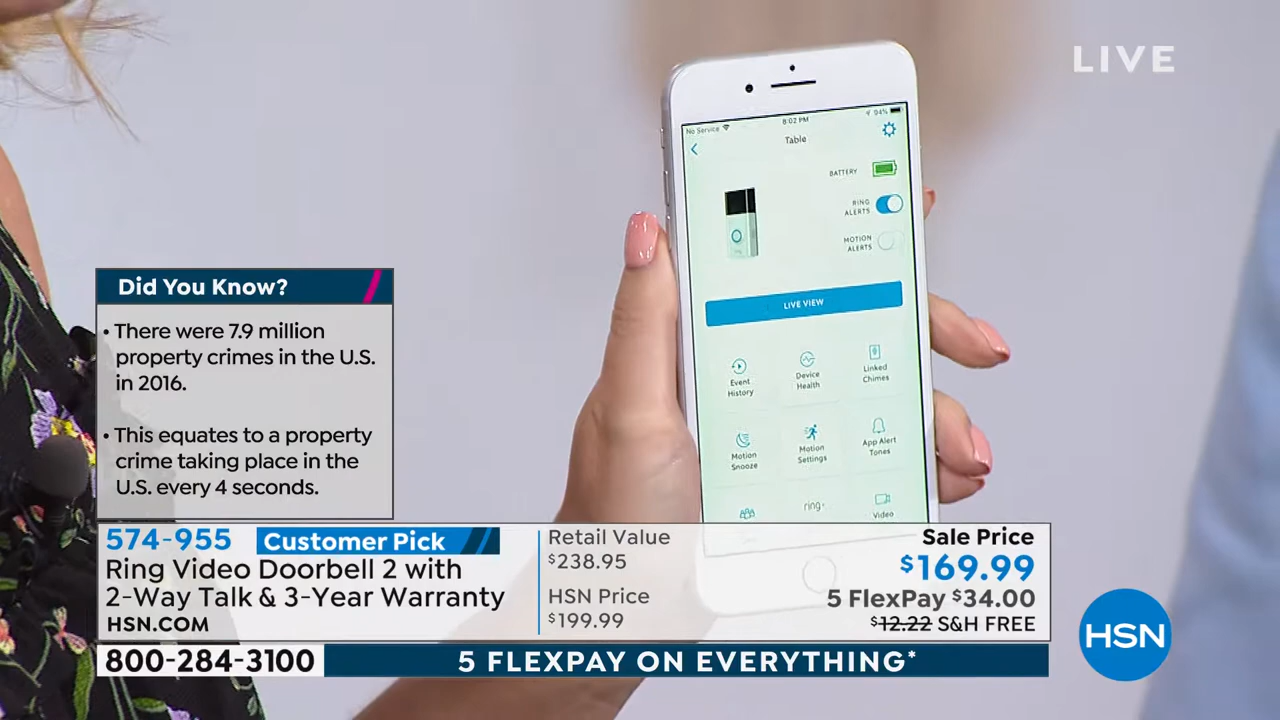 LIVE
No Service
8:02 PM
94%
Table
BATTERY
RING
ALERTS
MOTION
ALERTS
LIVE VIEW
Event
History
Device
Health
Linked
Chimes
Motion
Snooze
Motion
Settings
App Alert
Tones
ring+
Video
Did You Know?
• There were 7.9 million
property crimes in the U.S.
in 2016.
• This equates to a property
crime taking place in the
U.S. every 4 seconds.
574-955
Customer Pick
Ring Video Doorbell 2 with
2-Way Talk & 3-Year Warranty
HSN.COM
Retail Value
$238.95
HSN Price
$199.99
Sale Price
$169.99
5 FlexPay $34.00
$12.22 S&H FREE
HSN
800-284-3100
5 FLEXPAY ON EVERYTHING*